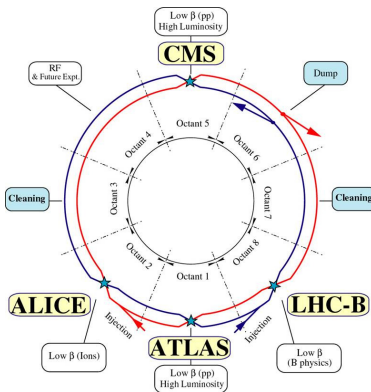 Low β (pp)
High Luminosity
CMS
RF
& Future Expt.
Dump
Octant 5
Octant 4
Octant 6
Octant 3
Octant 7
Cleaning
Cleaning
Octant 2
Octant 8
Octant 1
ALICE
LHC-B
Injection
Injection
ATLAS
Low β (Ions)
Low β
(B physics)
Low β (pp)
High Luminosity